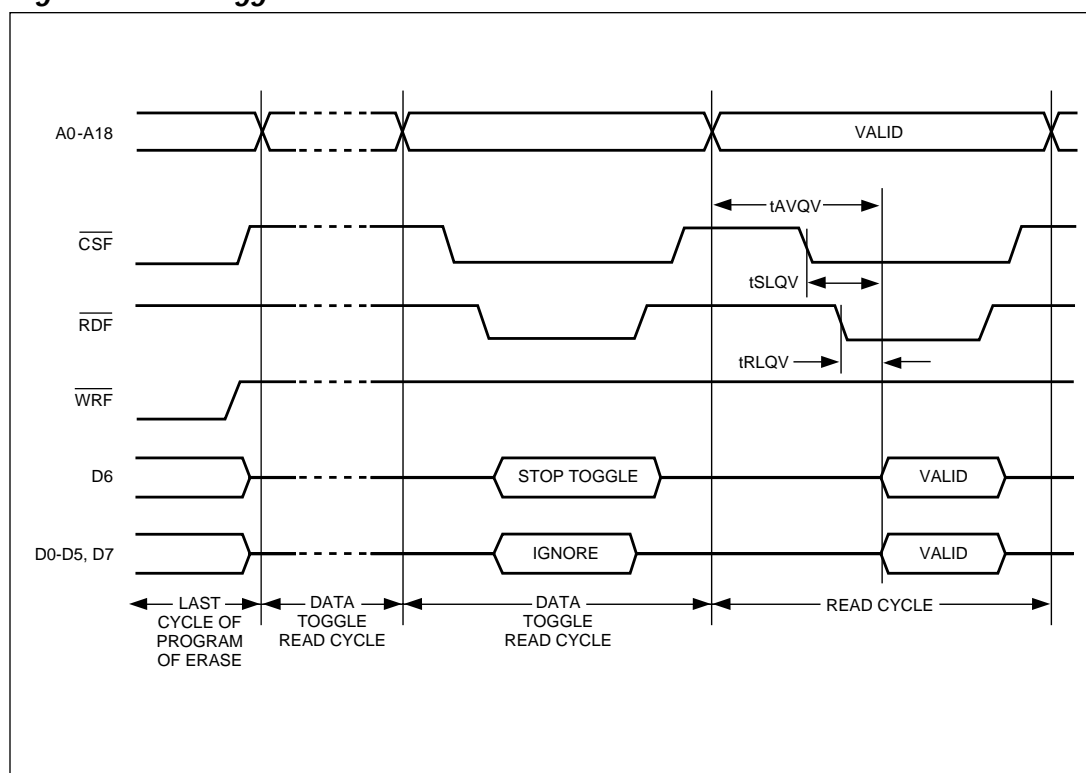 A0-A18
VALID
tAVQV
CSF
tSLQV
RDF
tRLQV
WRF
D6
STOP TOGGLE
VALID
D0-D5, D7
IGNORE
VALID
LAST
CYCLE OF
PROGRAM
OF ERASE
DATA
TOGGLE
READ CYCLE
DATA
TOGGLE
READ CYCLE
READ CYCLE